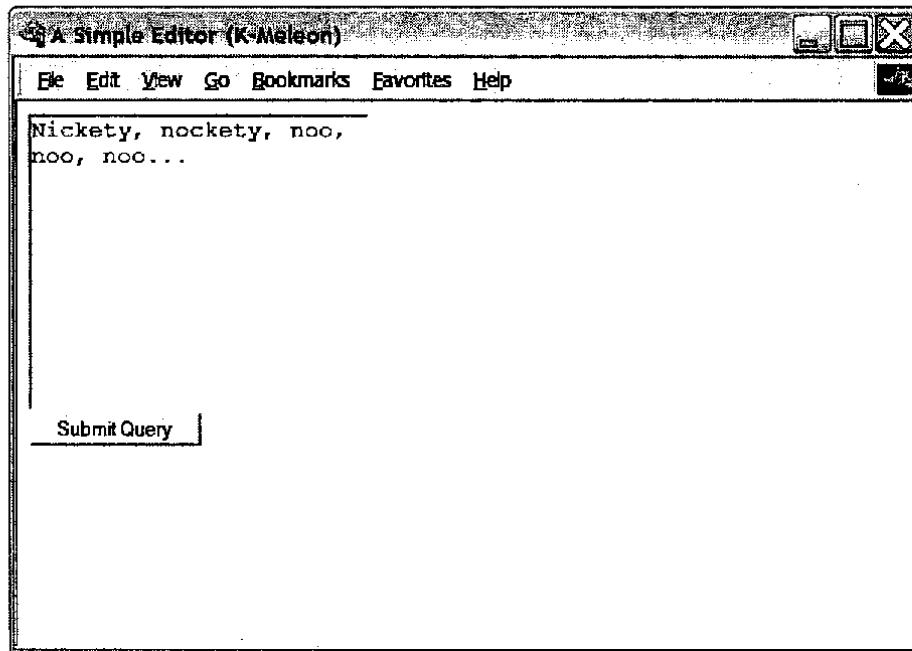 A Simple Editor (K-Meleon)
File Edit View Go Bookmarks Favorites Help
Nickety, nockety, noo,
noo, noo...
Submit Query